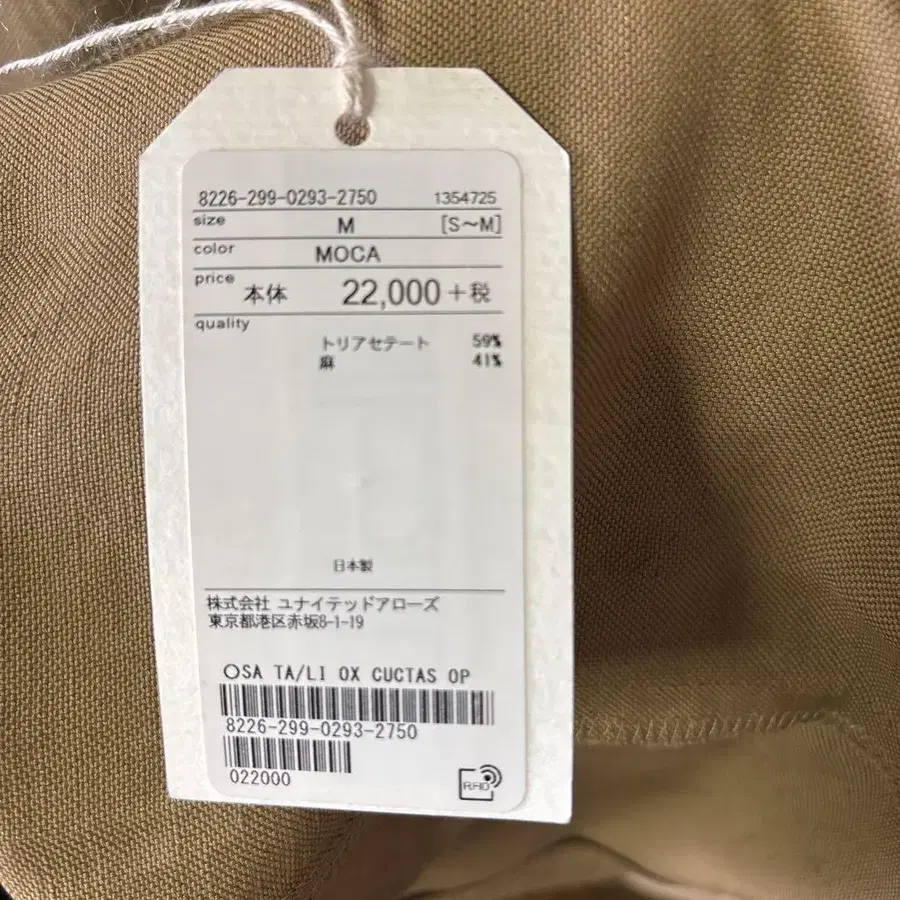 8226-299-0293-2750 1354725
size M [S~M]
color MOCA
price 本体 22,000+税
quality
トリアセテート 59%
麻 41%
日本製
株式会社 ユナイテッドアローズ
東京都港区赤坂8-1-19
○SA TA/LI OX CUCTAS OP
8226-299-0293-2750
022000
RFID